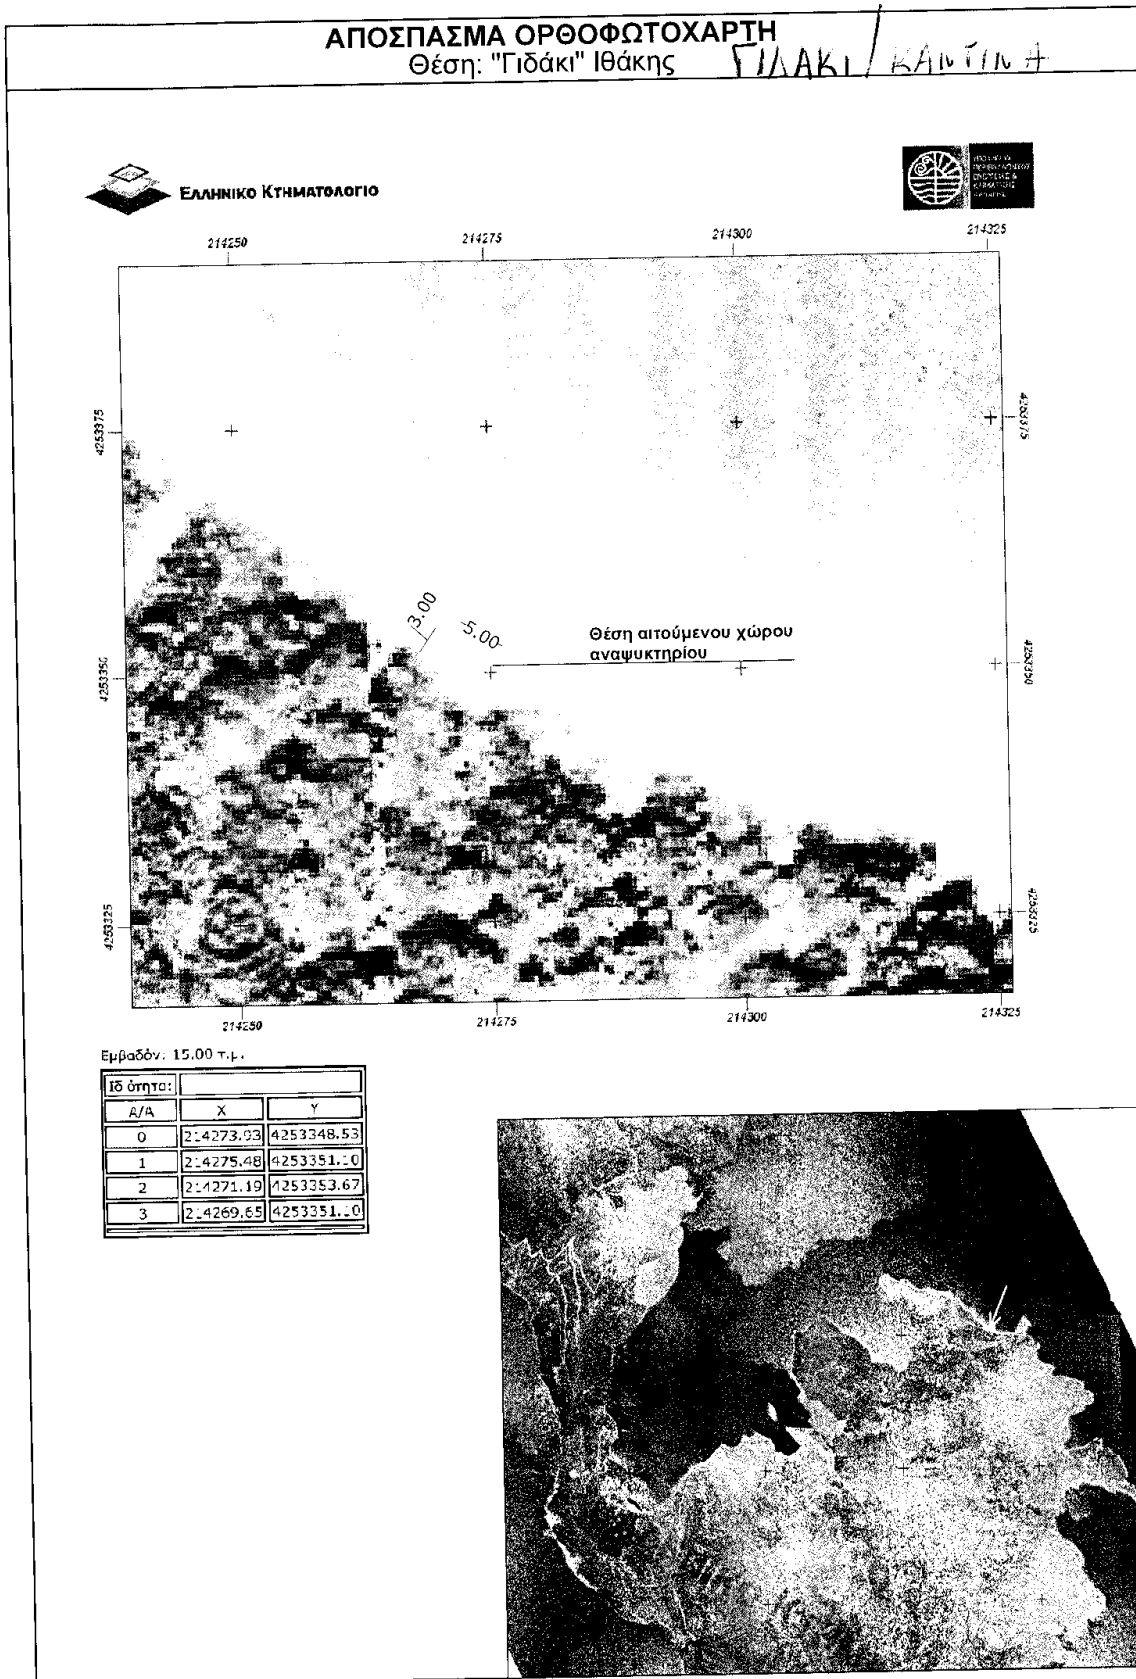 ΑΠΟΣΠΑΣΜΑ ΟΡΘΟΦΩΤΟΧΑΡΤΗ
Θέση: "Γιδάκι" Ιθάκης ΓΙΔΑΚΙ / ΚΑΝΤΙΝΑ
ΕΛΛΗΝΙΚΟ ΚΤΗΜΑΤΟΛΟΓΙΟ
214250 214275 214300 214325
4253375 4253375
3.00
5.00
Θέση αιτούμενου χώρου
αναψυκτηρίου
4253350 4253350
4253325 4253325
214250 214275 214300 214325
Εμβαδόν: 15.00 τ.μ.
Ιδ ότητα:
Α/Α X Y
0 214273.93 4253348.53
1 214275.48 4253351.10
2 214271.19 4253353.67
3 214269.65 4253351.10